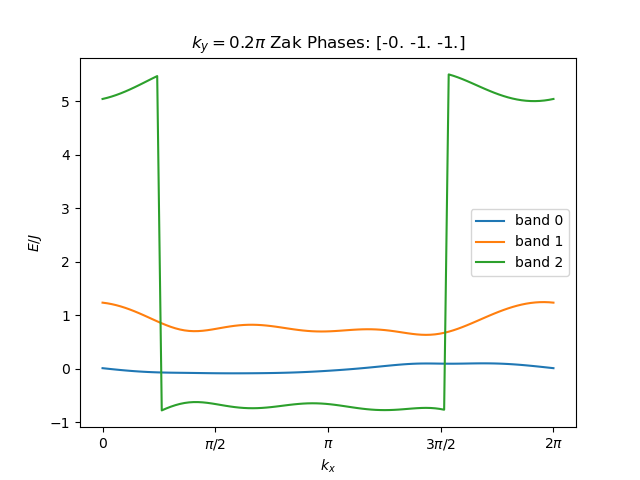 $k_y = 0.2\pi$ Zak Phases: [-0. -1. -1.]
5
4
3
2
1
0
−1
E/J
band 0
band 1
band 2
0
π/2
π
3π/2
2π
$k_x$